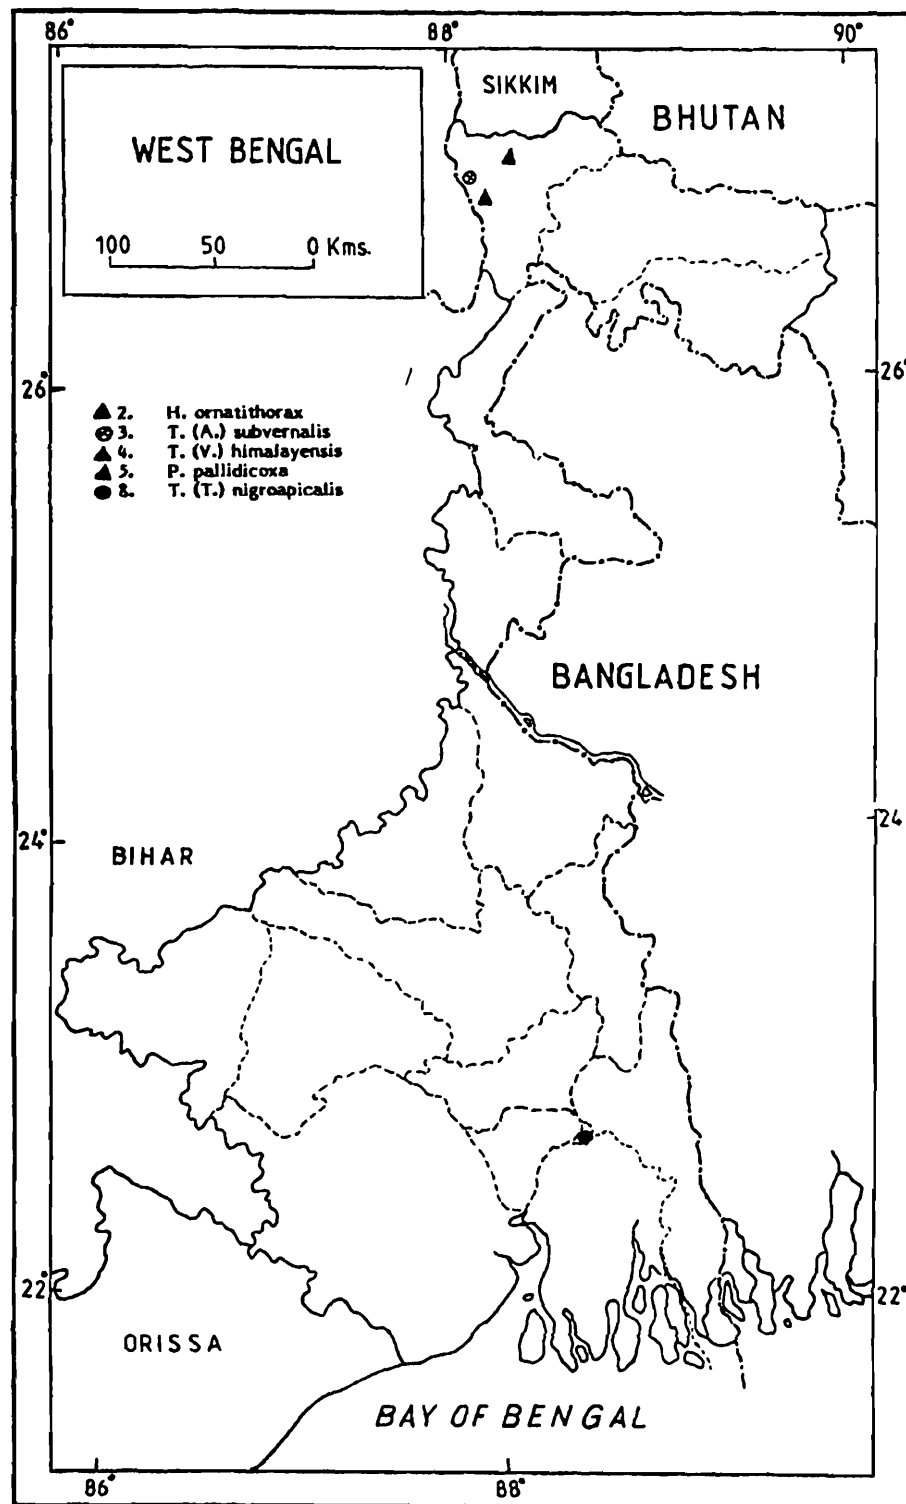 86° 88° 90°
SIKKIM
BHUTAN
WEST BENGAL
100 50 0 Kms.
26° 26°
2. H. ornatithorax
3. T. (A.) subvernalis
4. T. (V.) himalayensis
5. P. pallidicoxa
8. T. (T.) nigroapicalis
BANGLADESH
24° 24
BIHAR
22° 22°
ORISSA
BAY OF BENGAL
86° 88°